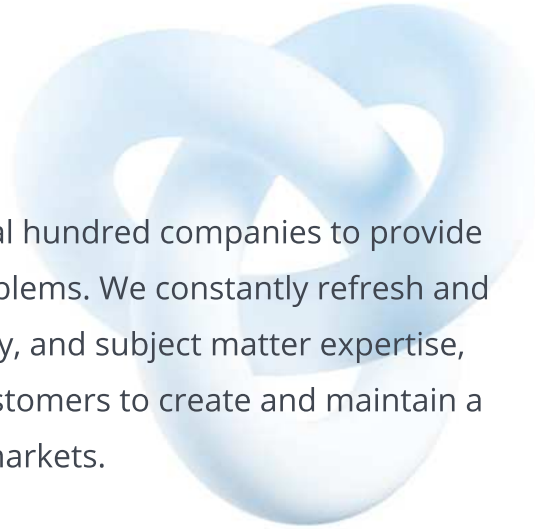 al hundred companies to provide
blems. We constantly refresh and
y, and subject matter expertise,
stomers to create and maintain a
arkets.